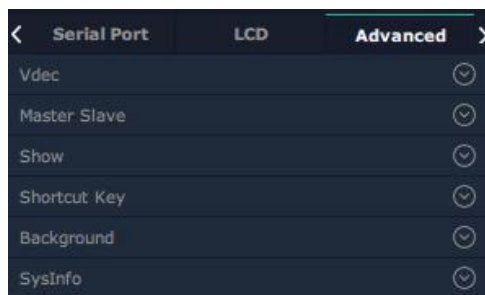 Serial Port LCD Advanced
Vdec
Master Slave
Show
Shortcut Key
Background
SysInfo